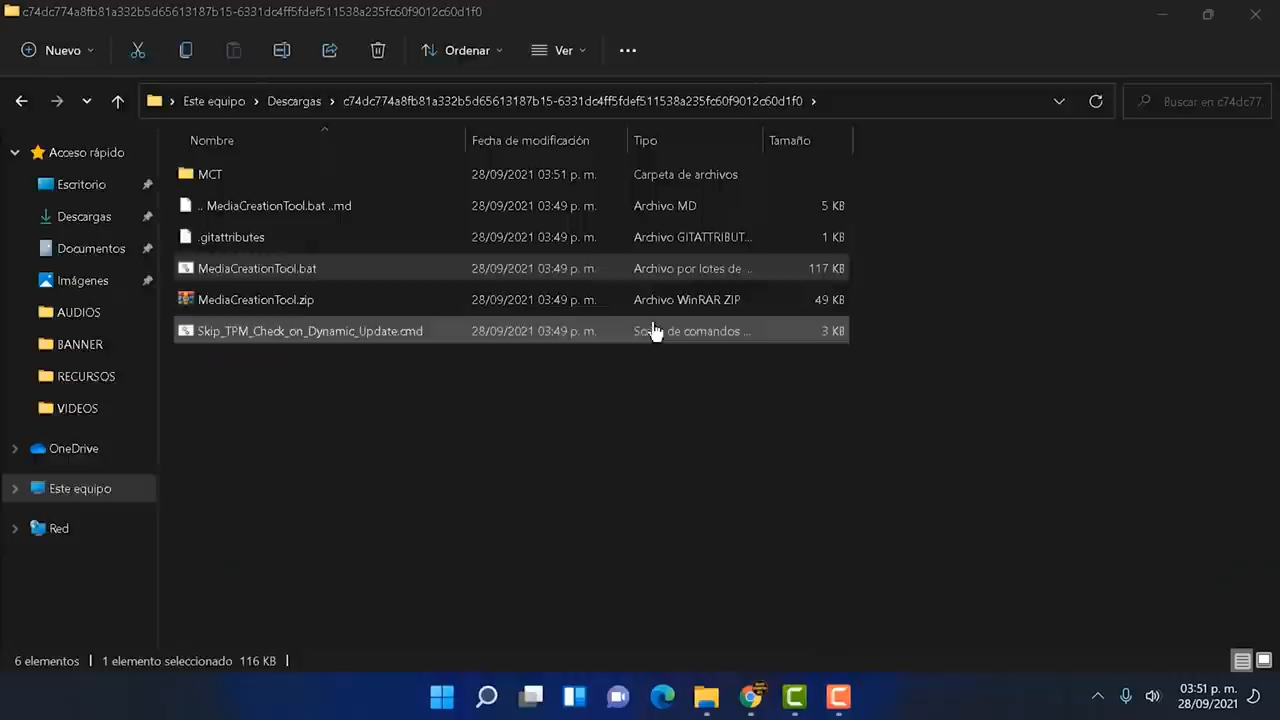 c74dc774a8fb81a332b5d65613187b15-6331dc4ff5fdef511538a235fc60f9012c60d1f0
Nuevo Ordenar Ver
Este equipo Descargas c74dc774a8fb81a332b5d65613187b15-6331dc4ff5fdef511538a235fc60f9012c60d1f0 Buscar en c74dc77
Nombre Fecha de modificación Tipo Tamaño
Acceso rápido
Escritorio
Descargas
Documentos
Imágenes
AUDIOS
BANNER
RECURSOS
VIDEOS
OneDrive
Este equipo
Red
MCT 28/09/2021 03:51 p. m. Carpeta de archivos
.. MediaCreationTool.bat ..md 28/09/2021 03:49 p. m. Archivo MD 5 KB
.gitattributes 28/09/2021 03:49 p. m. Archivo GITATTRIBUT... 1 KB
MediaCreationTool.bat 28/09/2021 03:49 p. m. Archivo por lotes de ... 117 KB
MediaCreationTool.zip 28/09/2021 03:49 p. m. Archivo WinRAR ZIP 49 KB
Skip_TPM_Check_on_Dynamic_Update.cmd 28/09/2021 03:49 p. m. de comandos ... 3 KB
6 elementos 1 elemento seleccionado 116 KB
03:51 p. m.
28/09/2021